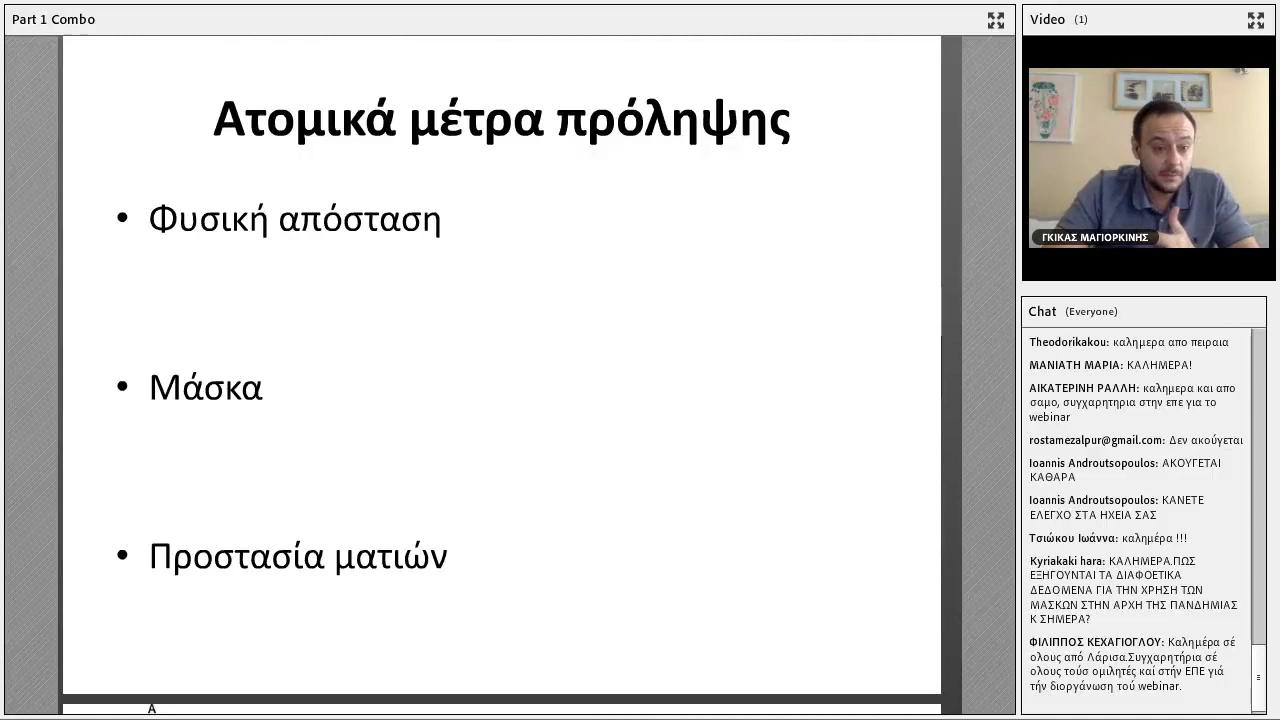 Part 1 Combo
Ατομικά μέτρα πρόληψης
• Φυσική απόσταση
• Μάσκα
• Προστασία ματιών
Α
Video (1)
ΓΚΙΚΑΣ ΜΑΓΙΟΡΚΙΝΗΣ
Chat (Everyone)
Theodorikakou: καλημερα απο πειραια
ΜΑΝΙΑΤΗ ΜΑΡΙΑ: ΚΑΛΗΜΕΡΑ!
ΑΙΚΑΤΕΡΙΝΗ ΡΑΛΛΗ: καλημερα και απο
σαμο, συγχαρητηρια στην επε για το
webinar
rostamezalpur@gmail.com: Δεν ακούγεται
Ioannis Androutsopoulos: ΑΚΟΥΓΕΤΑΙ
ΚΑΘΑΡΑ
Ioannis Androutsopoulos: ΚΑΝΕΤΕ
ΕΛΕΓΧΟ ΣΤΑ ΗΧΕΙΑ ΣΑΣ
Τσιώκου Ιωάννα: καλημέρα !!!
Kyriakaki hara: ΚΑΛΗΜΕΡΑ.ΠΩΣ
ΕΞΗΓΟΥΝΤΑΙ ΤΑ ΔΙΑΦΟΕΤΙΚΑ
ΔΕΔΟΜΕΝΑ ΓΙΑ ΤΗΝ ΧΡΗΣΗ ΤΩΝ
ΜΑΣΚΩΝ ΣΤΗΝ ΑΡΧΗ ΤΗΣ ΠΑΝΔΗΜΙΑΣ
Κ ΣΗΜΕΡΑ?
ΦΙΛΙΠΠΟΣ ΚΕΧΑΓΙΟΓΛΟΥ: Καλημέρα σέ
ολους από Λάρισα.Συγχαρητήρια σέ
ολους τούσ ομιλητές καί στήν ΕΠΕ γιά
τήν διοργάνωση τού webinar.